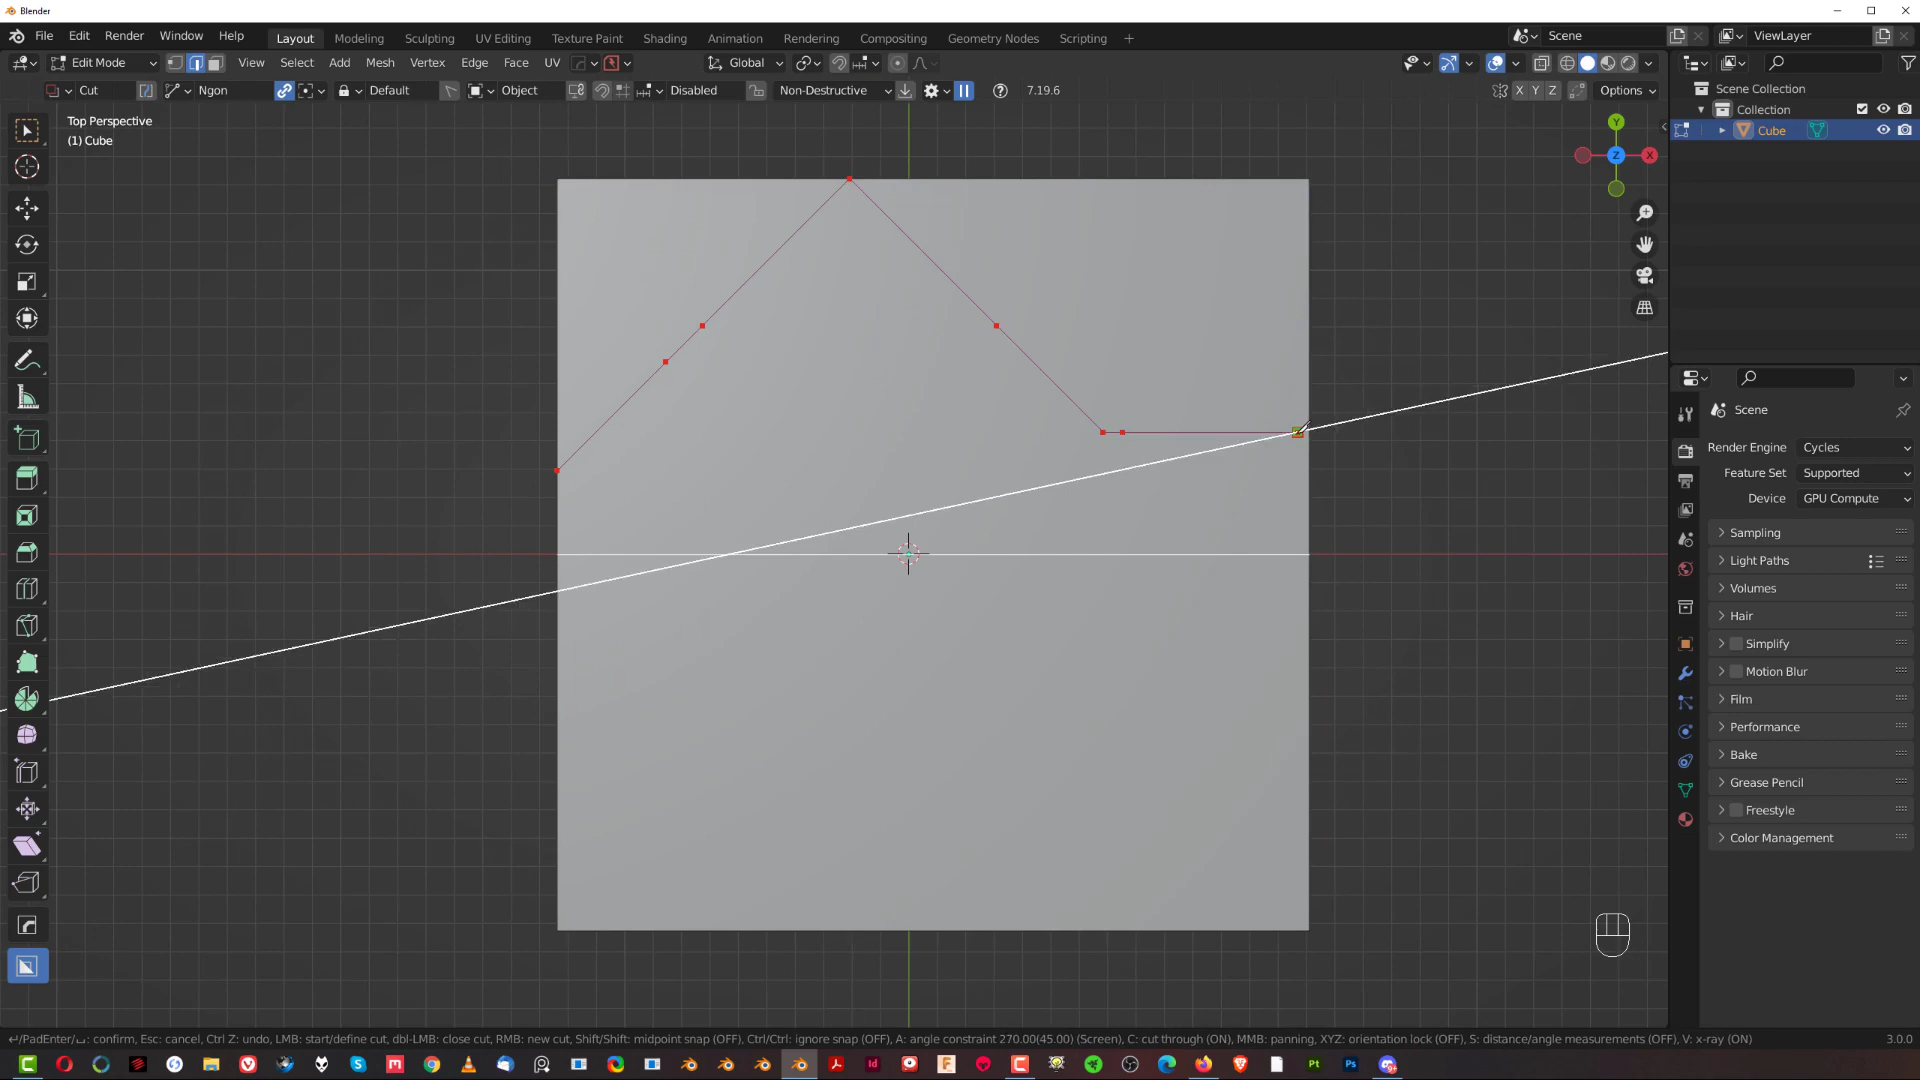 Blender
File Edit Render Window Help Layout Modeling Sculpting UV Editing Texture Paint Shading Animation Rendering Compositing Geometry Nodes Scripting + Scene ViewLayer
Edit Mode View Select Add Mesh Vertex Edge Face UV Global
Cut Ngon Default Object Disabled Non-Destructive 7.19.6 X Y Z Options
Top Perspective
(1) Cube
Y
Z X
Scene Collection
Collection
Cube
Scene
Render Engine Cycles
Feature Set Supported
Device GPU Compute
Sampling
Light Paths
Volumes
Hair
Simplify
Motion Blur
Film
Performance
Bake
Grease Pencil
Freestyle
Color Management
↵/PadEnter/␣: confirm, Esc: cancel, Ctrl Z: undo, LMB: start/define cut, dbl-LMB: close cut, RMB: new cut, Shift/Shift: midpoint snap (OFF), Ctrl/Ctrl: ignore snap (OFF), A: angle constraint 270.00(45.00) (Screen), C: cut through (ON), MMB: panning, XYZ: orientation lock (OFF), S: distance/angle measurements (OFF), V: x-ray (ON) 3.0.0